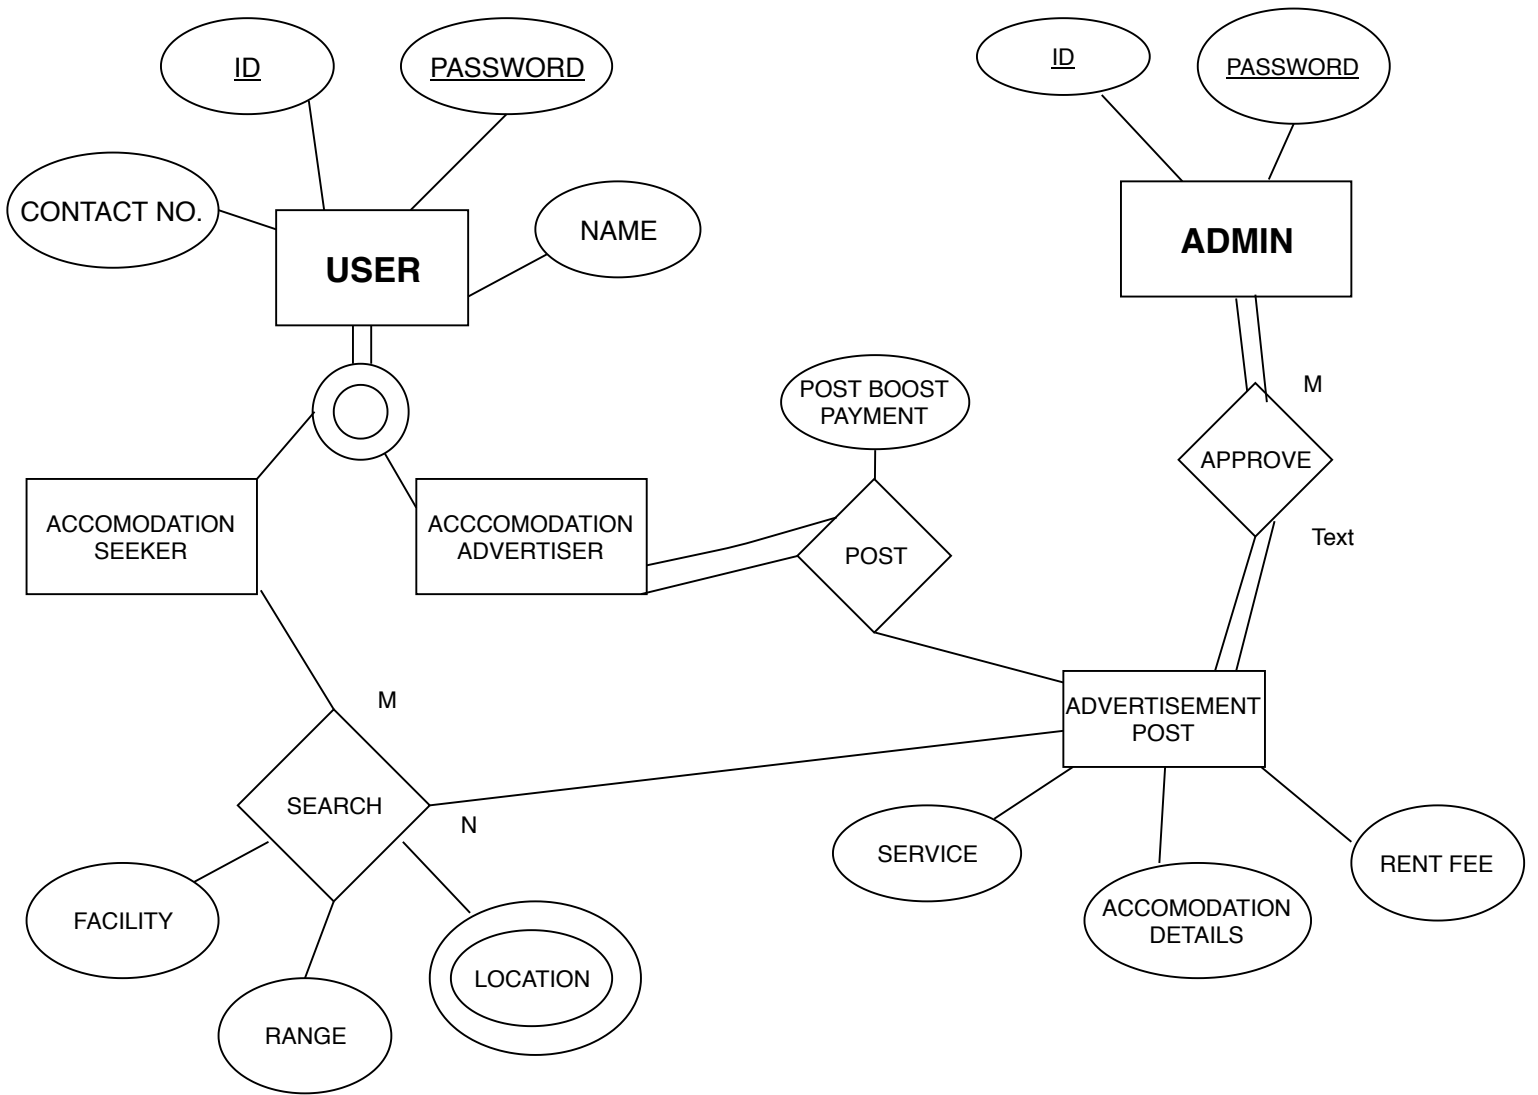 ID
PASSWORD
ID
PASSWORD
CONTACT NO.
NAME
USER
ADMIN
POST BOOST
PAYMENT
M
APPROVE
ACCOMODATION
SEEKER
ACCCOMODATION
ADVERTISER
POST
Text
M
ADVERTISEMENT
POST
SEARCH
N
SERVICE
RENT FEE
FACILITY
ACCOMODATION
DETAILS
LOCATION
RANGE